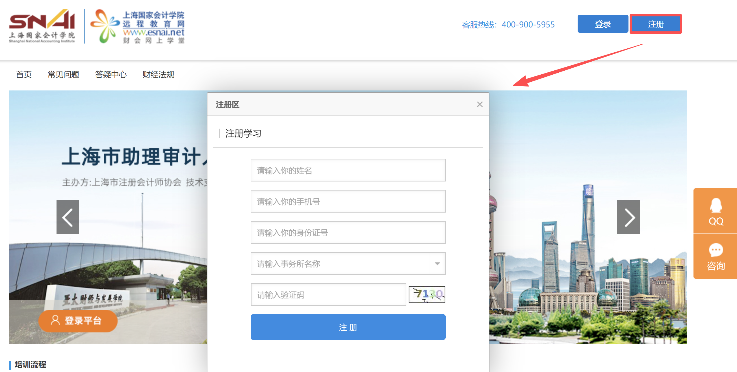 SNAI
上海国家会计学院
Shanghai National Accounting Institute
上海国家会计学院
远程教育网
www.esnai.net
财会网上学堂
客服热线: 400-900-5955
登录
注册
首页
常见问题
答疑中心
财经法规
注册区
×
注册学习
请输入你的姓名
请输入你的手机号
请输入你的身份证号
请输入事务所名称
请输入验证码
注 册
上海市助理审计人
主办方:上海市注册会计师协会 技术支
登录平台
QQ
咨询
培训流程